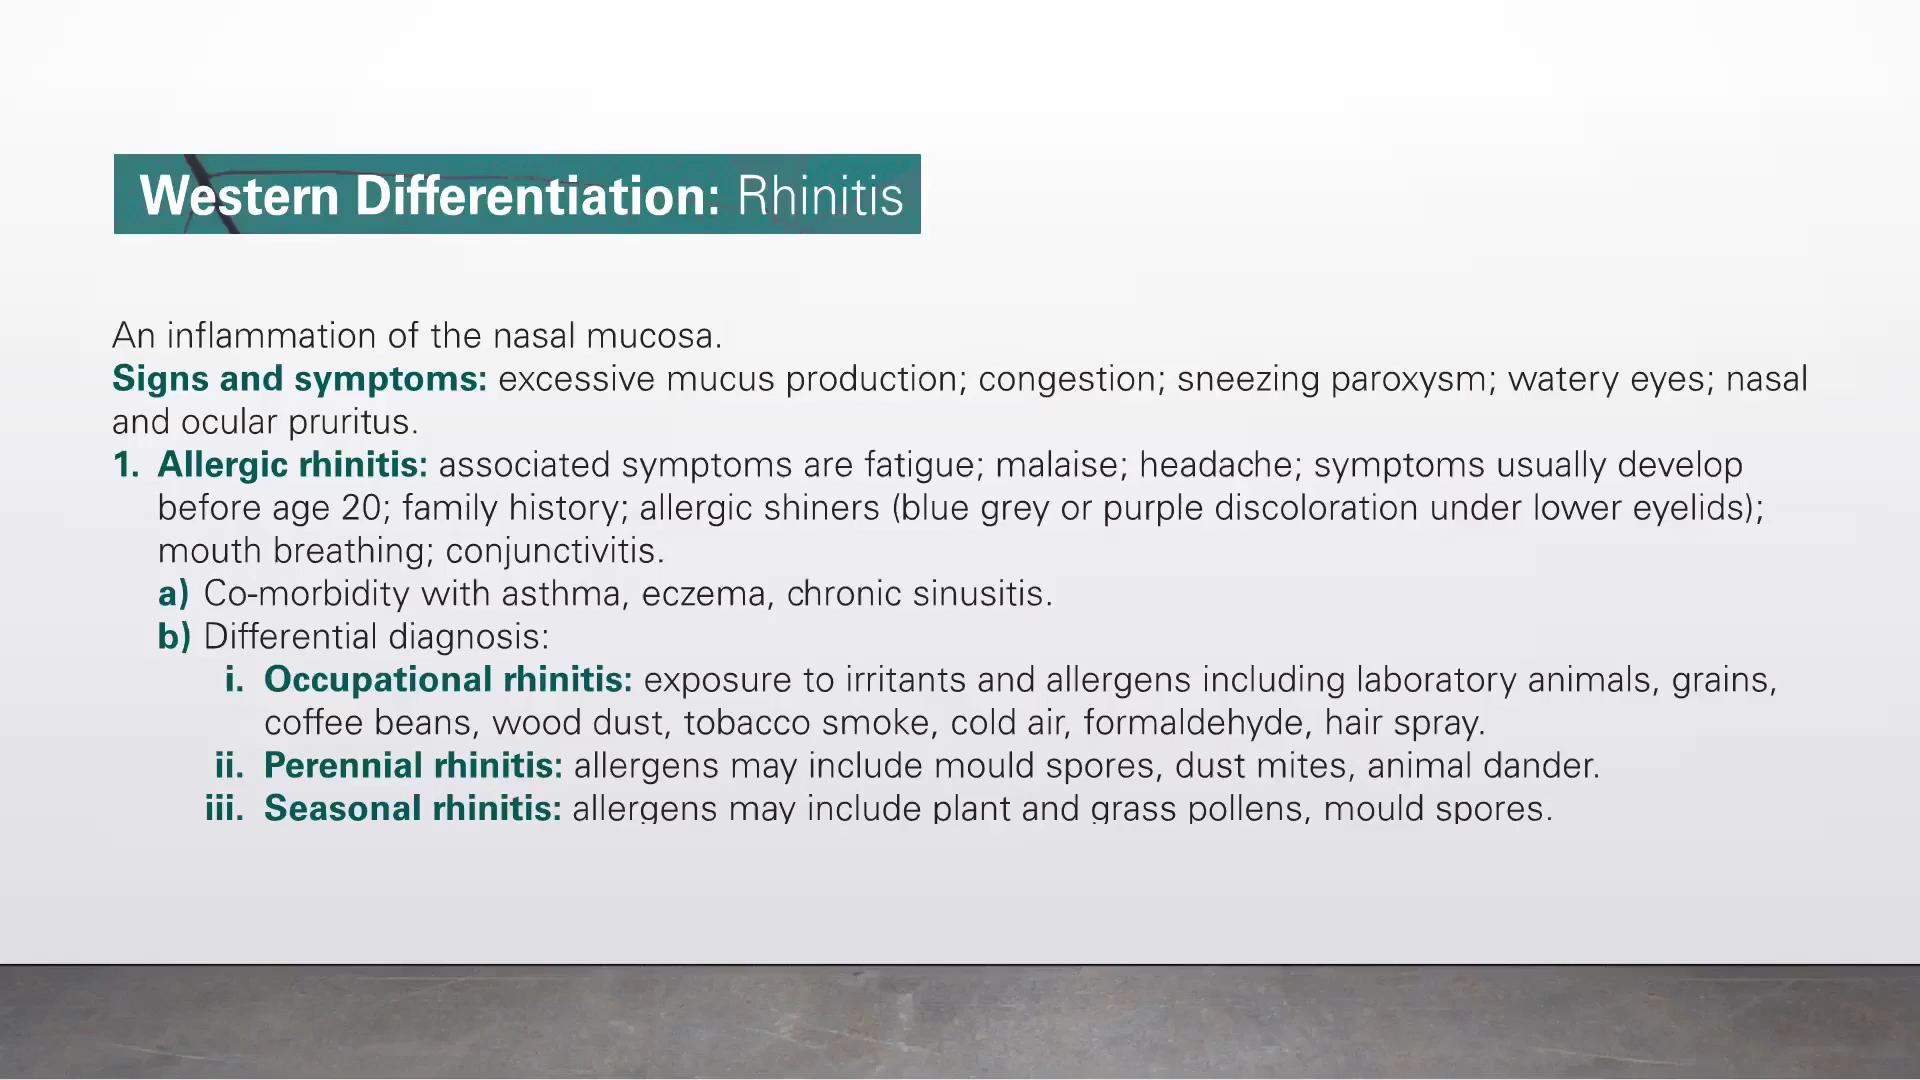 Western Differentiation: Rhinitis
An inflammation of the nasal mucosa.
Signs and symptoms: excessive mucus production; congestion; sneezing paroxysm; watery eyes; nasal
and ocular pruritus.
1. Allergic rhinitis: associated symptoms are fatigue; malaise; headache; symptoms usually develop
before age 20; family history; allergic shiners (blue grey or purple discoloration under lower eyelids);
mouth breathing; conjunctivitis.
a) Co-morbidity with asthma, eczema, chronic sinusitis.
b) Differential diagnosis:
i. Occupational rhinitis: exposure to irritants and allergens including laboratory animals, grains,
coffee beans, wood dust, tobacco smoke, cold air, formaldehyde, hair spray.
ii. Perennial rhinitis: allergens may include mould spores, dust mites, animal dander.
iii. Seasonal rhinitis: allergens may include plant and grass pollens, mould spores.